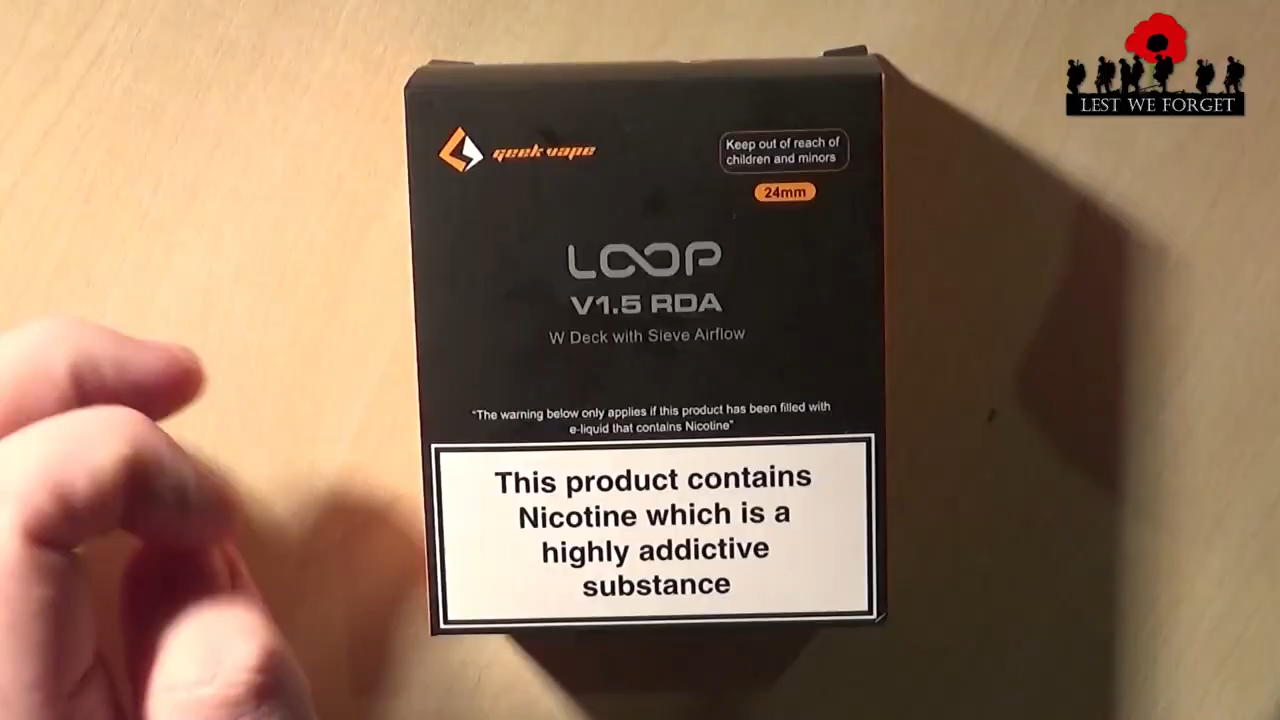 geek vape
Keep out of reach of
children and minors
24mm
LOOP
V1.5 RDA
W Deck with Sieve Airflow
"The warning below only applies if this product has been filled with
e-liquid that contains Nicotine"
This product contains
Nicotine which is a
highly addictive
substance
LEST WE FORGET